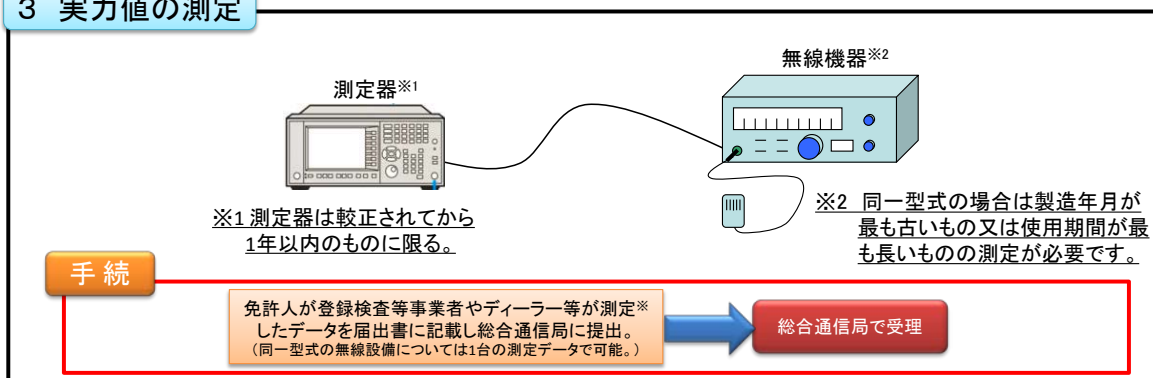 3 実力値の測定
無線機器※2
測定器※1
※1 測定器は較正されてから
1年以内のものに限る。
※2 同一型式の場合は製造年月が
最も古いもの又は使用期間が最
も長いものの測定が必要です。
手 続
免許人が登録検査等事業者やディーラー等が測定※
したデータを届出書に記載し総合通信局に提出。
(同一型式の無線設備については1台の測定データで可能。)
総合通信局で受理